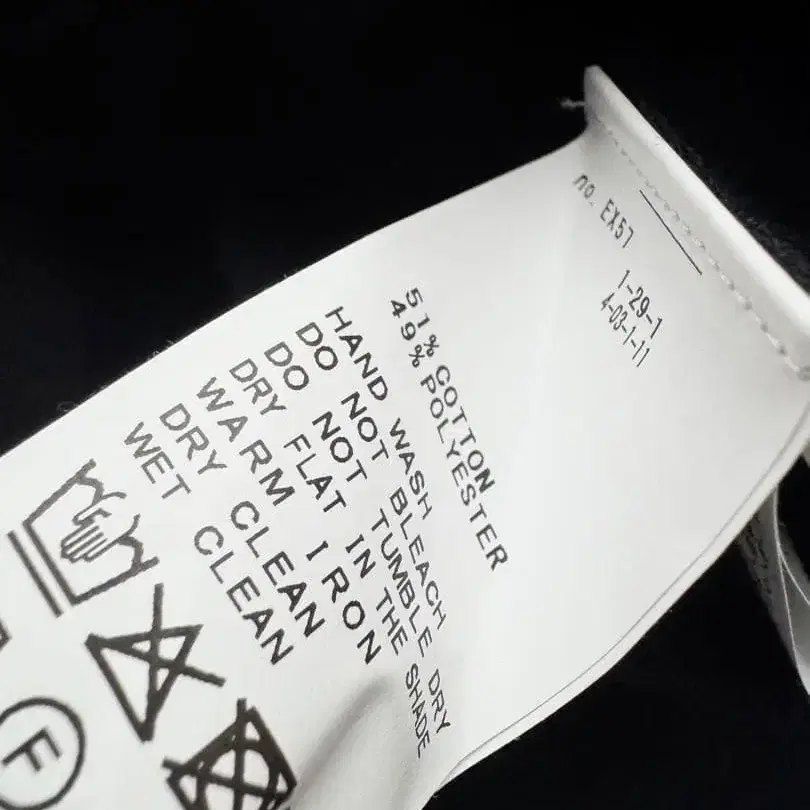 no. EX57
1-29-1
4-03-1-11
51% COTTON
49% POLYESTER
HAND WASH
DO NOT BLEACH
DO NOT TUMBLE DRY
DRY FLAT IN THE SHADE
WARM IRON
DRY CLEAN
WET CLEAN
F